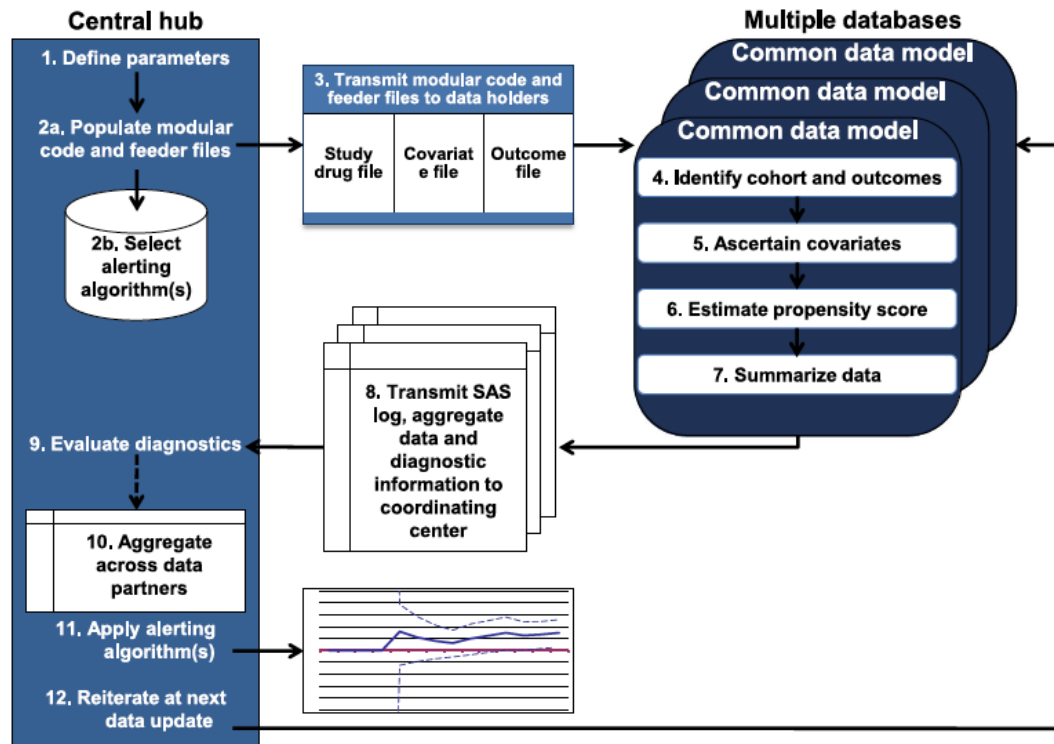 Central hub
Multiple databases
1. Define parameters
2a. Populate modular
code and feeder files
2b. Select
alerting
algorithm(s)
3. Transmit modular code and
feeder files to data holders
Study
drug file
Covariat
e file
Outcome
file
Common data model
Common data model
Common data model
4. Identify cohort and outcomes
5. Ascertain covariates
6. Estimate propensity score
7. Summarize data
8. Transmit SAS
log, aggregate
data and
diagnostic
information to
coordinating
center
9. Evaluate diagnostics
10. Aggregate
across data
partners
11. Apply alerting
algorithm(s)
12. Reiterate at next
data update